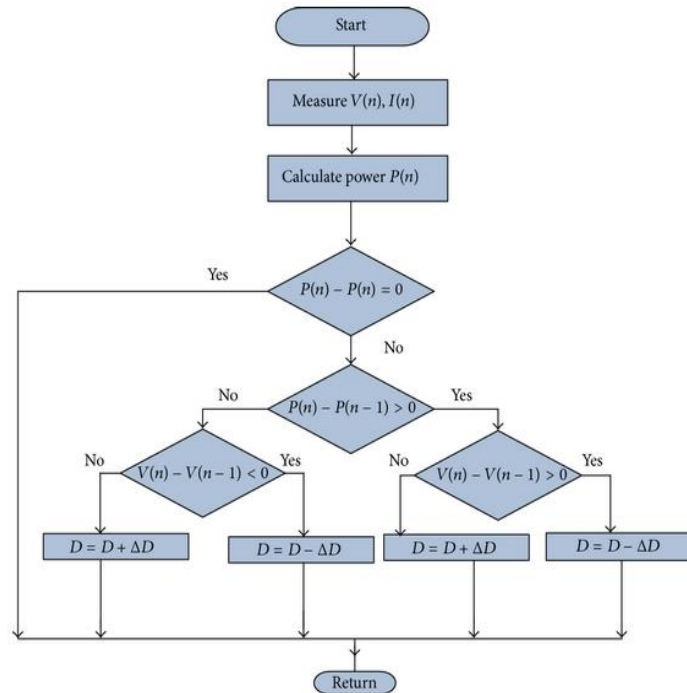 Start
Measure V(n), I(n)
Calculate power P(n)
Yes
P(n) − P(n) = 0
No
No
P(n) − P(n − 1) > 0
Yes
No
V(n) − V(n − 1) < 0
Yes
No
V(n) − V(n − 1) > 0
Yes
D = D + ΔD
D = D − ΔD
D = D + ΔD
D = D − ΔD
Return